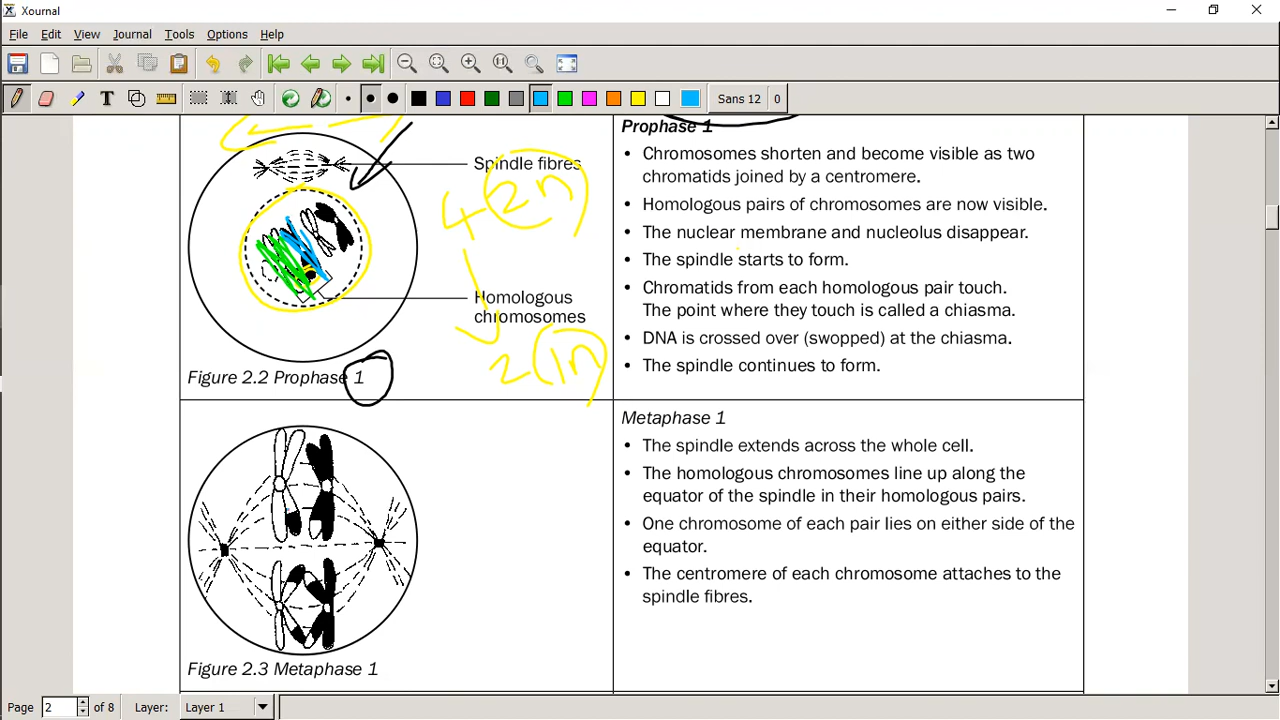 Xournal
File Edit View Journal Tools Options Help
Sans 12 0
Spindle fibres
Homologous
chromosomes
4 2n
2 (1n)
Figure 2.2 Prophase 1
Prophase 1
• Chromosomes shorten and become visible as two
chromatids joined by a centromere.
• Homologous pairs of chromosomes are now visible.
• The nuclear membrane and nucleolus disappear.
• The spindle starts to form.
• Chromatids from each homologous pair touch.
The point where they touch is called a chiasma.
• DNA is crossed over (swopped) at the chiasma.
• The spindle continues to form.
Figure 2.3 Metaphase 1
Metaphase 1
• The spindle extends across the whole cell.
• The homologous chromosomes line up along the
equator of the spindle in their homologous pairs.
• One chromosome of each pair lies on either side of the
equator.
• The centromere of each chromosome attaches to the
spindle fibres.
Page 2 of 8 Layer: Layer 1